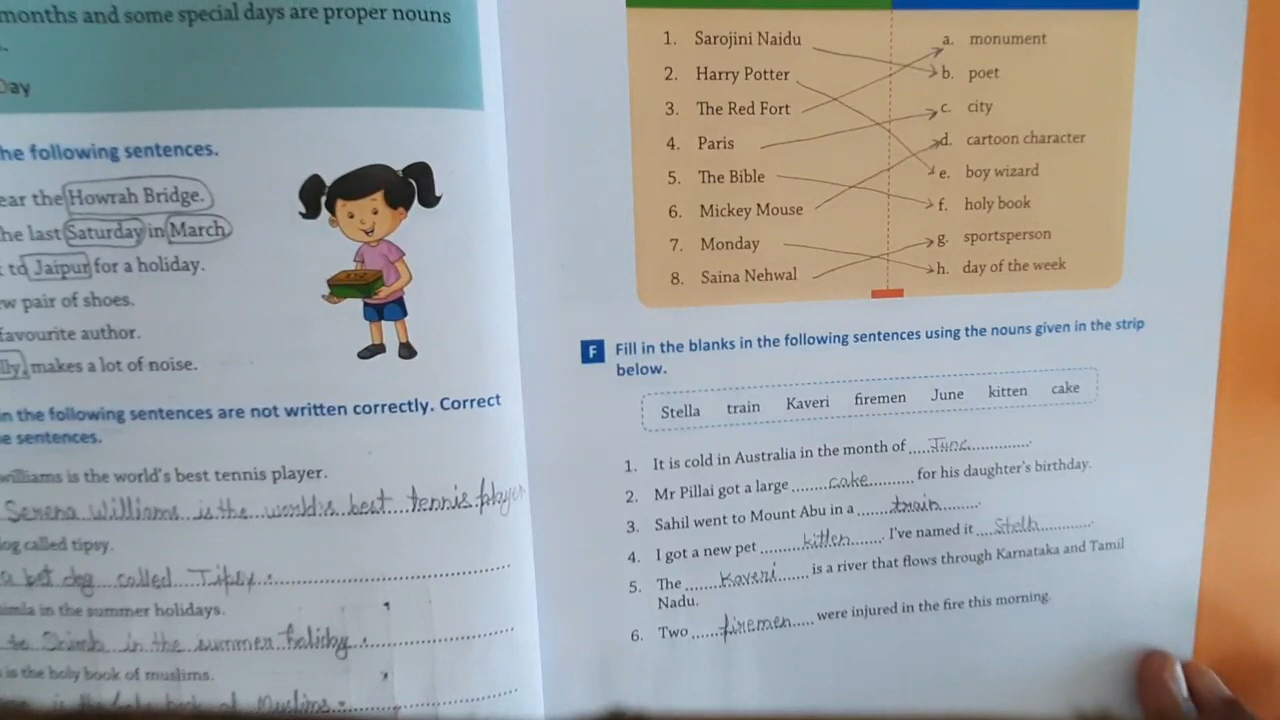 months and some special days are proper nouns
Day
he following sentences.
ear the Howrah Bridge.
he last Saturday in March
to Jaipur for a holiday.
ew pair of shoes.
favourite author.
lly, makes a lot of noise.
in the following sentences are not written correctly. Correct
e sentences.
williams is the world's best tennis player.
Serena Williams is the world's best tennis player
og called tipsy.
a pet dog called Tipsy.
himla in the summer holidays.
in the summer
is the holy book of muslims.
is the holy book of Muslims.
1. Sarojini Naidu
2. Harry Potter
3. The Red Fort
4. Paris
5. The Bible
6. Mickey Mouse
7. Monday
8. Saina Nehwal
a. monument
b. poet
c. city
d. cartoon character
e. boy wizard
f. holy book
g. sportsperson
h. day of the week
F Fill in the blanks in the following sentences using the nouns given in the strip
below.
Stella train Kaveri firemen June kitten cake
1. It is cold in Australia in the month of ....June.............
2. Mr Pillai got a large .......cake.......... for his daughter's birthday.
3. Sahil went to Mount Abu in a ......train.........
4. I got a new pet .........kitten....... I've named it ....Stella............
5. The .......Kaveri....... is a river that flows through Karnataka and Tamil
Nadu.
6. Two ......firemen..... were injured in the fire this morning.